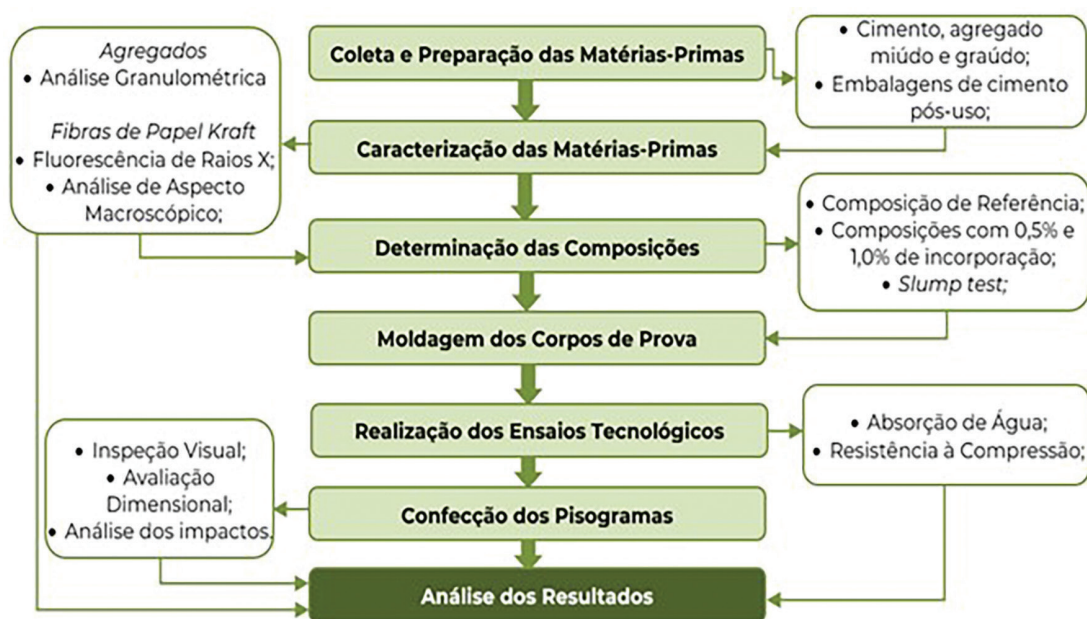 Coleta e Preparação das Matérias-Primas
• Cimento, agregado
miúdo e graúdo;
• Embalagens de cimento
pós-uso;
Caracterização das Matérias-Primas
Agregados
• Análise Granulométrica
Fibras de Papel Kraft
• Fluorescência de Raios X;
• Análise de Aspecto
Macroscópico;
Determinação das Composições
• Composição de Referência;
• Composições com 0,5% e
1,0% de incorporação;
• Slump test;
Moldagem dos Corpos de Prova
Realização dos Ensaios Tecnológicos
• Absorção de Água;
• Resistência à Compressão;
Confecção dos Pisogramas
• Inspeção Visual;
• Avaliação
Dimensional;
• Análise dos impactos.
Análise dos Resultados